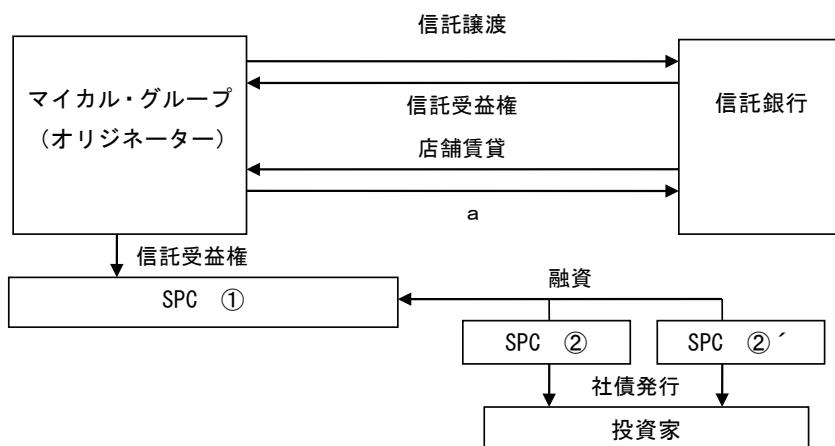 信託譲渡
マイカル・グループ
(オリジネーター)
信託銀行
信託受益権
店舗賃貸
a
信託受益権
SPC ①
融資
SPC ②
SPC ②´
社債発行
投資家